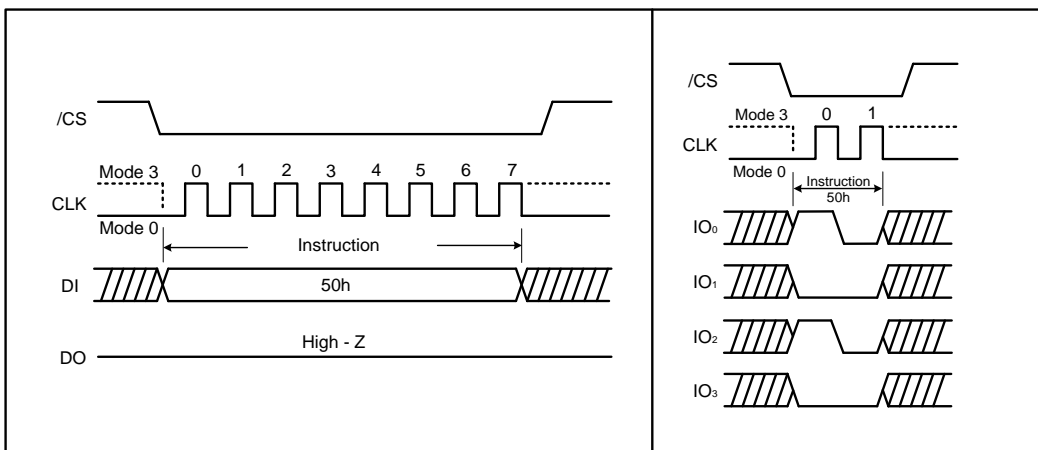 /CS
Mode 3 0 1 2 3 4 5 6 7
CLK
Mode 0
Instruction
DI 50h
High - Z
DO
/CS
Mode 3 0 1
CLK
Mode 0 Instruction
50h
IO₀
IO₁
IO₂
IO₃